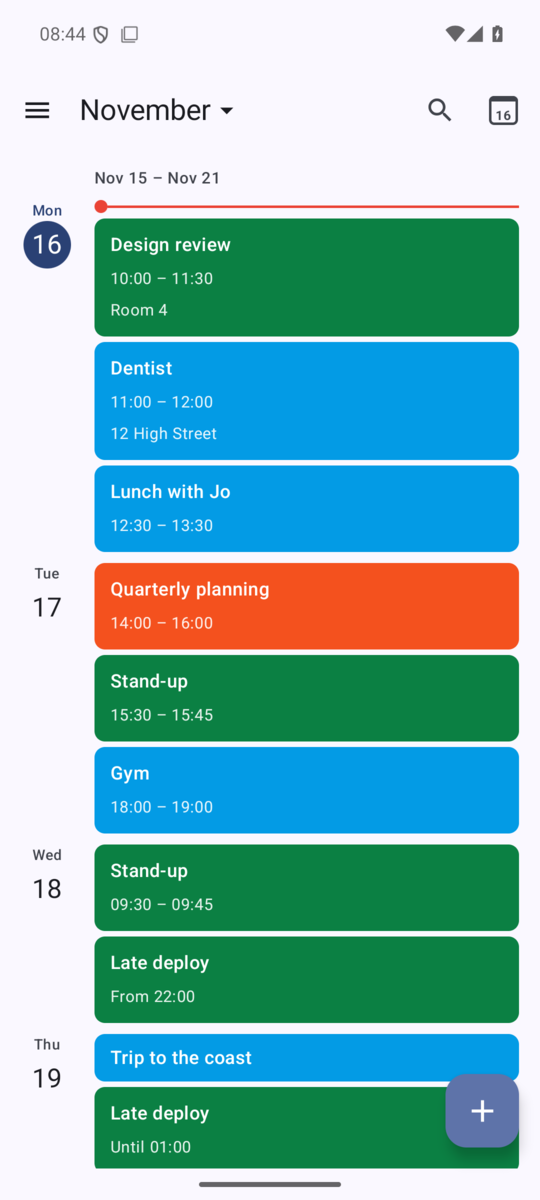 08:44
November
16
Nov 15 – Nov 21
Mon
16
Design review
10:00 – 11:30
Room 4
Dentist
11:00 – 12:00
12 High Street
Lunch with Jo
12:30 – 13:30
Tue
17
Quarterly planning
14:00 – 16:00
Stand-up
15:30 – 15:45
Gym
18:00 – 19:00
Wed
18
Stand-up
09:30 – 09:45
Late deploy
From 22:00
Thu
19
Trip to the coast
Late deploy
Until 01:00